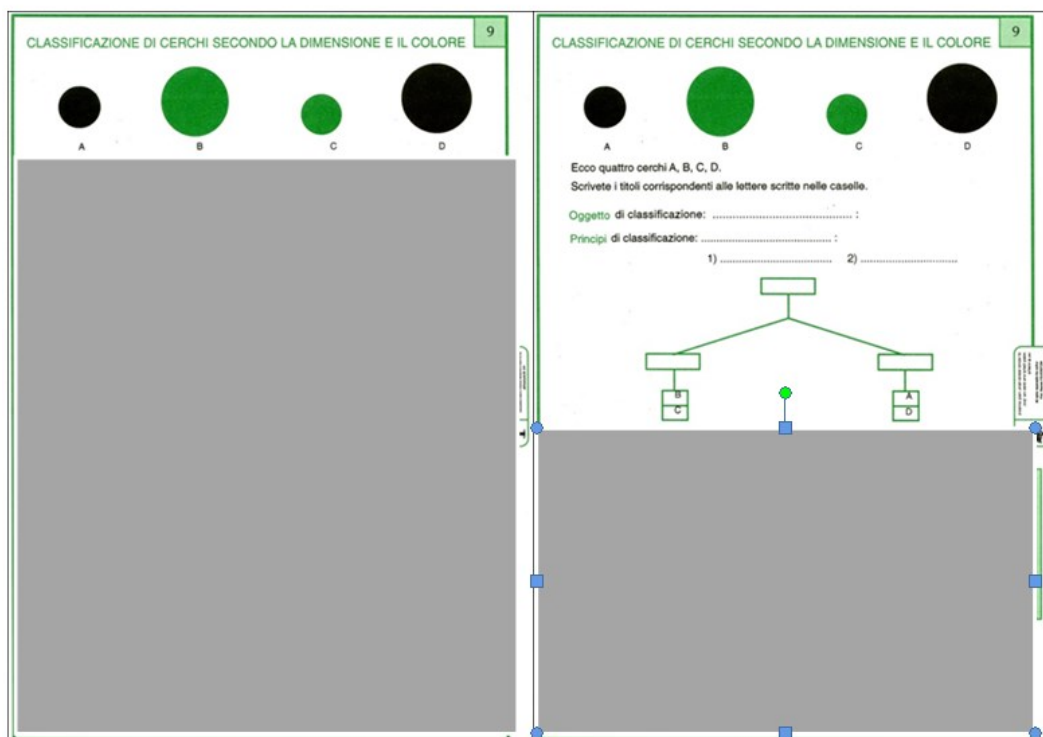 9
CLASSIFICAZIONE DI CERCHI SECONDO LA DIMENSIONE E IL COLORE
A B C D
9
CLASSIFICAZIONE DI CERCHI SECONDO LA DIMENSIONE E IL COLORE
A B C D
Ecco quattro cerchi A, B, C, D.
Scrivete i titoli corrispondenti alle lettere scritte nelle caselle.
Oggetto di classificazione: ........................................ :
Principi di classificazione: ..................................... :
1) ................................ 2) ............................
B A
C D